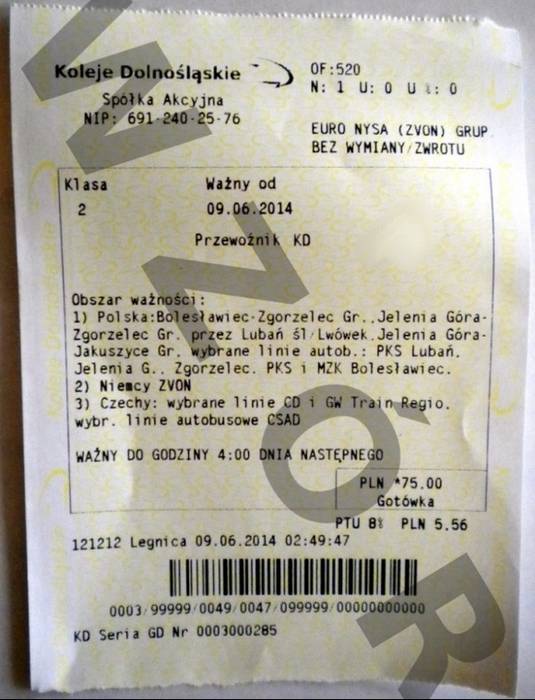 Koleje Dolnośląskie
Spółka Akcyjna
NIP: 691-240-25-76
OF:520
N: 1 U: 0 U %: 0
EURO NYSA (ZVON) GRUP
BEZ WYMIANY/ZWROTU
Klasa Ważny od
2 09.06.2014
Przewoźnik KD
Obszar ważności:
1) Polska:Bolesławiec-Zgorzelec Gr.,Jelenia Góra-
Zgorzelec Gr. przez Lubań śl/Lwówek,Jelenia Góra-
Jakuszyce Gr. wybrane linie autob.: PKS Lubań,
Jelenia G., Zgorzelec. PKS i MZK Bolesławiec.
2) Niemcy ZVON
3) Czechy: wybrane linie CD i GW Train Regio,
wybr. linie autobusowe CSAD
WAŻNY DO GODZINY 4:00 DNIA NASTĘPNEGO
PLN *75.00
Gotówka
PTU 8% PLN 5.56
121212 Legnica 09.06.2014 02:49:47
0003/99999/0049/0047/099999/00000000000
KD Seria GD Nr 0003000285
WZÓR